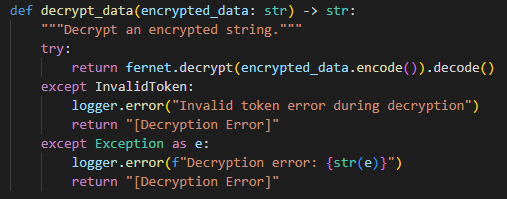 def decrypt_data(encrypted_data: str) -> str:
    """Decrypt an encrypted string."""
    try:
        return fernet.decrypt(encrypted_data.encode()).decode()
    except InvalidToken:
        logger.error("Invalid token error during decryption")
        return "[Decryption Error]"
    except Exception as e:
        logger.error(f"Decryption error: {str(e)}")
        return "[Decryption Error]"